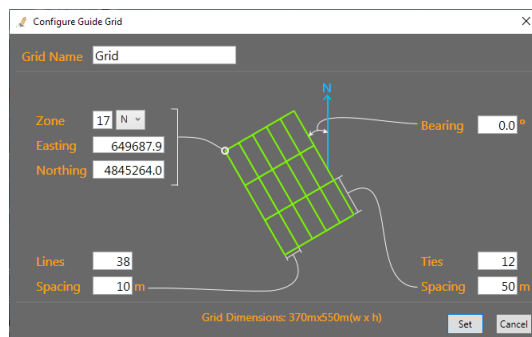 Configure Guide Grid
Grid Name Grid
N
Zone 17 N
Bearing 0.0 °
Easting 649687.9
Northing 4845264.0
Lines 38
Ties 12
Spacing 10 m
Spacing 50 m
Grid Dimensions: 370mx550m(w x h)
Set Cancel